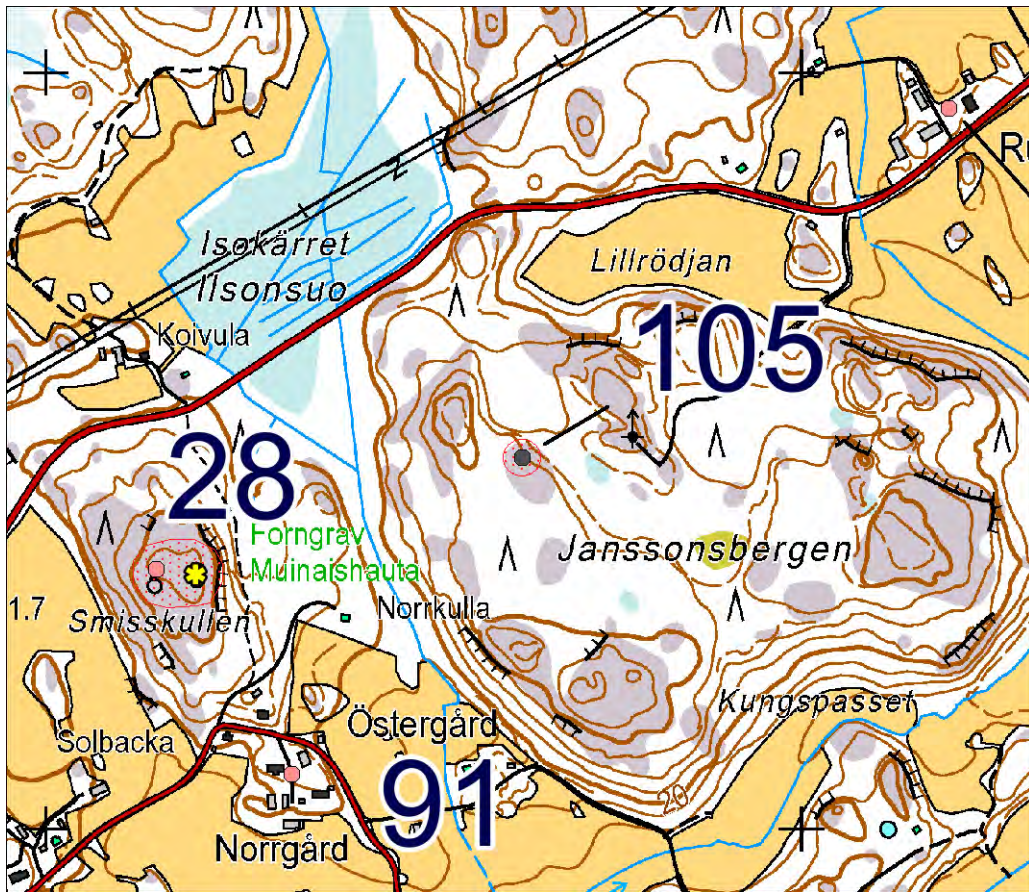 Ru
Isokärret
Ilsonsuo
Lillrödjan
Koivula
105
28
Forngrav
Muinaishauta
Janssonsbergen
1.7
Smisskullen
Norrkulla
Kungspasset
Östergård
Solbacka
91
20
Norrgård